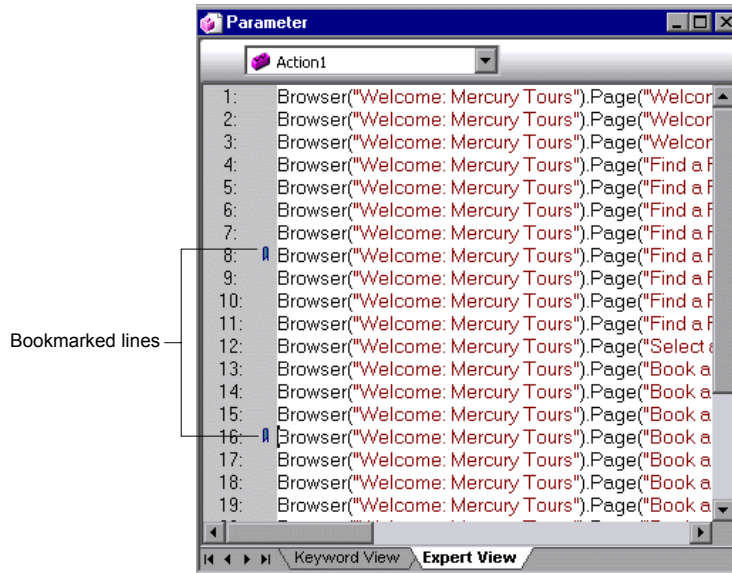 Parameter
Action1
1: Browser("Welcome: Mercury Tours").Page("Welcor
2: Browser("Welcome: Mercury Tours").Page("Welcor
3: Browser("Welcome: Mercury Tours").Page("Welcor
4: Browser("Welcome: Mercury Tours").Page("Find a F
5: Browser("Welcome: Mercury Tours").Page("Find a F
6: Browser("Welcome: Mercury Tours").Page("Find a F
7: Browser("Welcome: Mercury Tours").Page("Find a F
8: Browser("Welcome: Mercury Tours").Page("Find a F
9: Browser("Welcome: Mercury Tours").Page("Find a F
10: Browser("Welcome: Mercury Tours").Page("Find a F
11: Browser("Welcome: Mercury Tours").Page("Find a F
Bookmarked lines
12: Browser("Welcome: Mercury Tours").Page("Select a
13: Browser("Welcome: Mercury Tours").Page("Book a
14: Browser("Welcome: Mercury Tours").Page("Book a
15: Browser("Welcome: Mercury Tours").Page("Book a
16: Browser("Welcome: Mercury Tours").Page("Book a
17: Browser("Welcome: Mercury Tours").Page("Book a
18: Browser("Welcome: Mercury Tours").Page("Book a
19: Browser("Welcome: Mercury Tours").Page("Book a
Keyword View Expert View